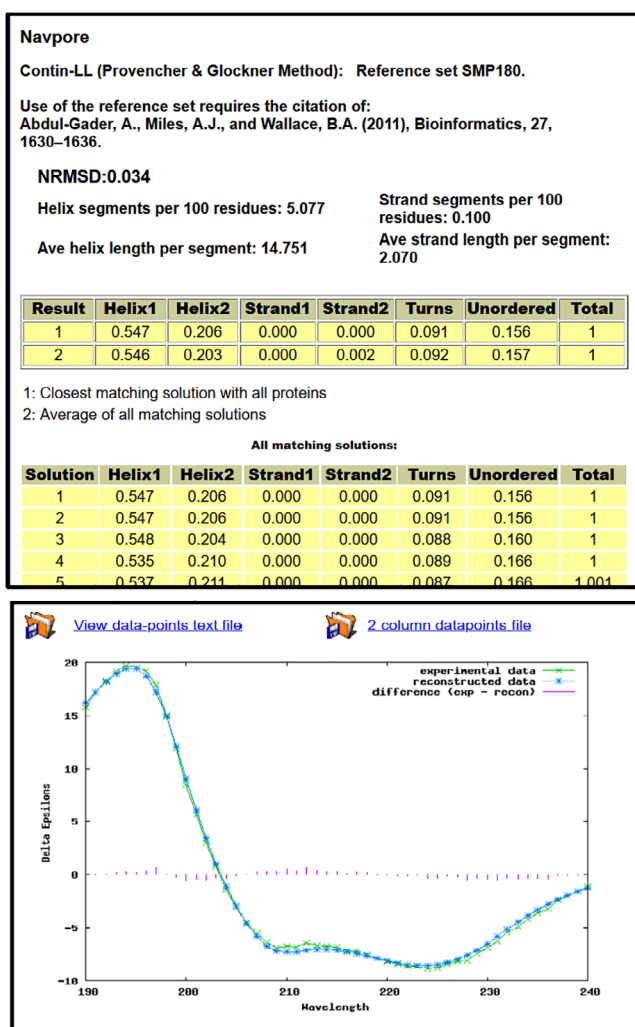 Navpore
Contin-LL (Provencher & Glockner Method): Reference set SMP180.
Use of the reference set requires the citation of:
Abdul-Gader, A., Miles, A.J., and Wallace, B.A. (2011), Bioinformatics, 27,
1630–1636.
NRMSD:0.034
Helix segments per 100 residues: 5.077
Strand segments per 100
residues: 0.100
Ave helix length per segment: 14.751
Ave strand length per segment:
2.070
Result Helix1 Helix2 Strand1 Strand2 Turns Unordered Total
1 0.547 0.206 0.000 0.000 0.091 0.156 1
2 0.546 0.203 0.000 0.002 0.092 0.157 1
1: Closest matching solution with all proteins
2: Average of all matching solutions
All matching solutions:
Solution Helix1 Helix2 Strand1 Strand2 Turns Unordered Total
1 0.547 0.206 0.000 0.000 0.091 0.156 1
2 0.547 0.206 0.000 0.000 0.091 0.156 1
3 0.548 0.204 0.000 0.000 0.088 0.160 1
4 0.535 0.210 0.000 0.000 0.089 0.166 1
5 0.537 0.211 0.000 0.000 0.087 0.166 1.001
View data-points text file
2 column datapoints file
experimental data
reconstructed data
difference (exp - recon)
20
15
10
5
0
-5
-10
Delta Epsilons
190 200 210 220 230 240
Wavelength